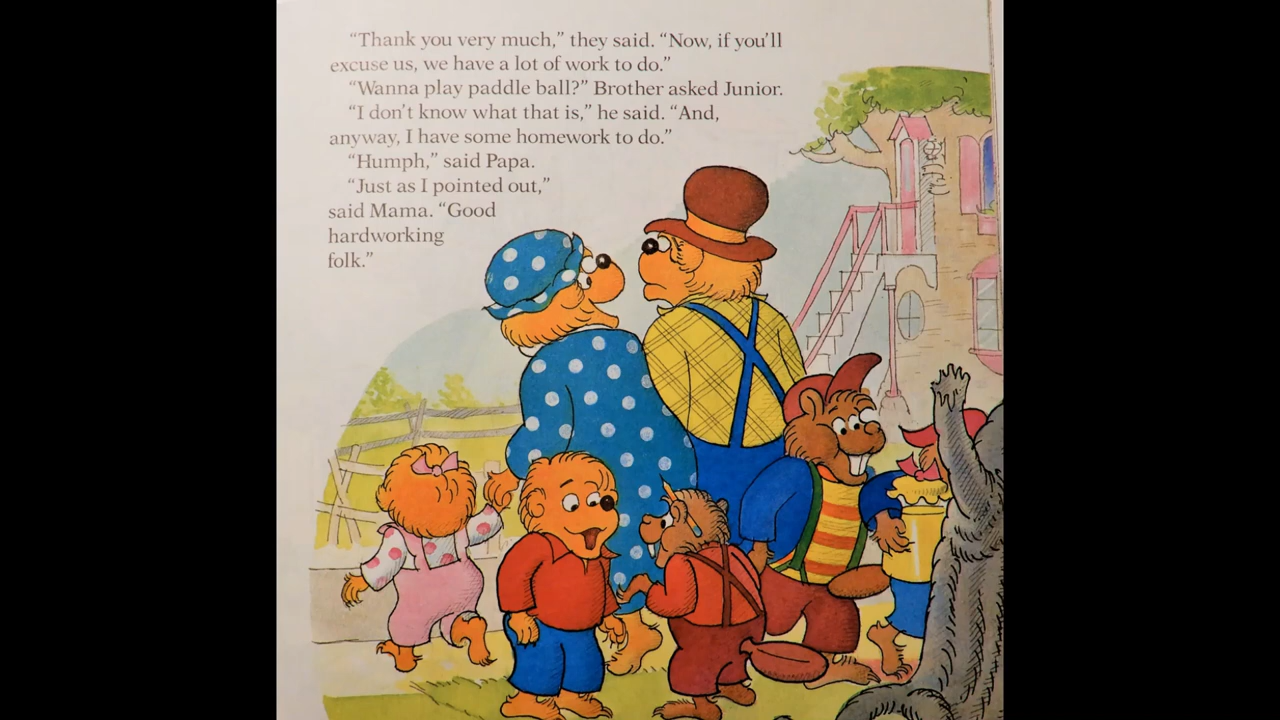 “Thank you very much,” they said. “Now, if you’ll
excuse us, we have a lot of work to do.”
“Wanna play paddle ball?” Brother asked Junior.
“I don’t know what that is,” he said. “And,
anyway, I have some homework to do.”
“Humph,” said Papa.
“Just as I pointed out,”
said Mama. “Good
hardworking
folk.”